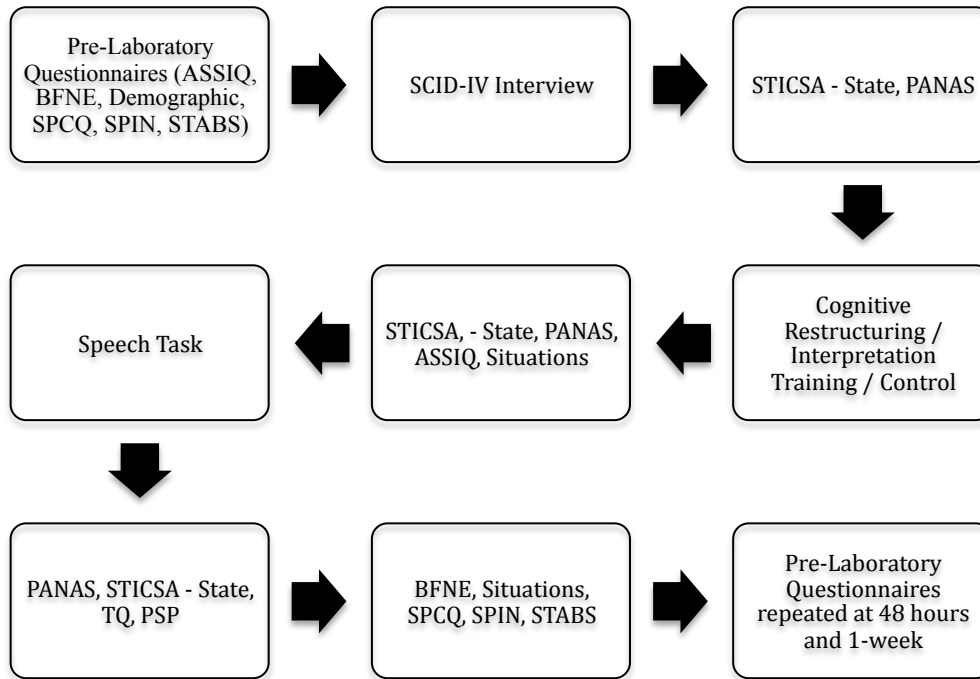 Pre-Laboratory
Questionnaires (ASSIQ,
BFNE, Demographic,
SPCQ, SPIN, STABS)
SCID-IV Interview
STICSA - State, PANAS
Cognitive
Restructuring /
Interpretation
Training / Control
STICSA, - State, PANAS,
ASSIQ, Situations
Speech Task
PANAS, STICSA - State,
TQ, PSP
BFNE, Situations,
SPCQ, SPIN, STABS
Pre-Laboratory
Questionnaires
repeated at 48 hours
and 1-week